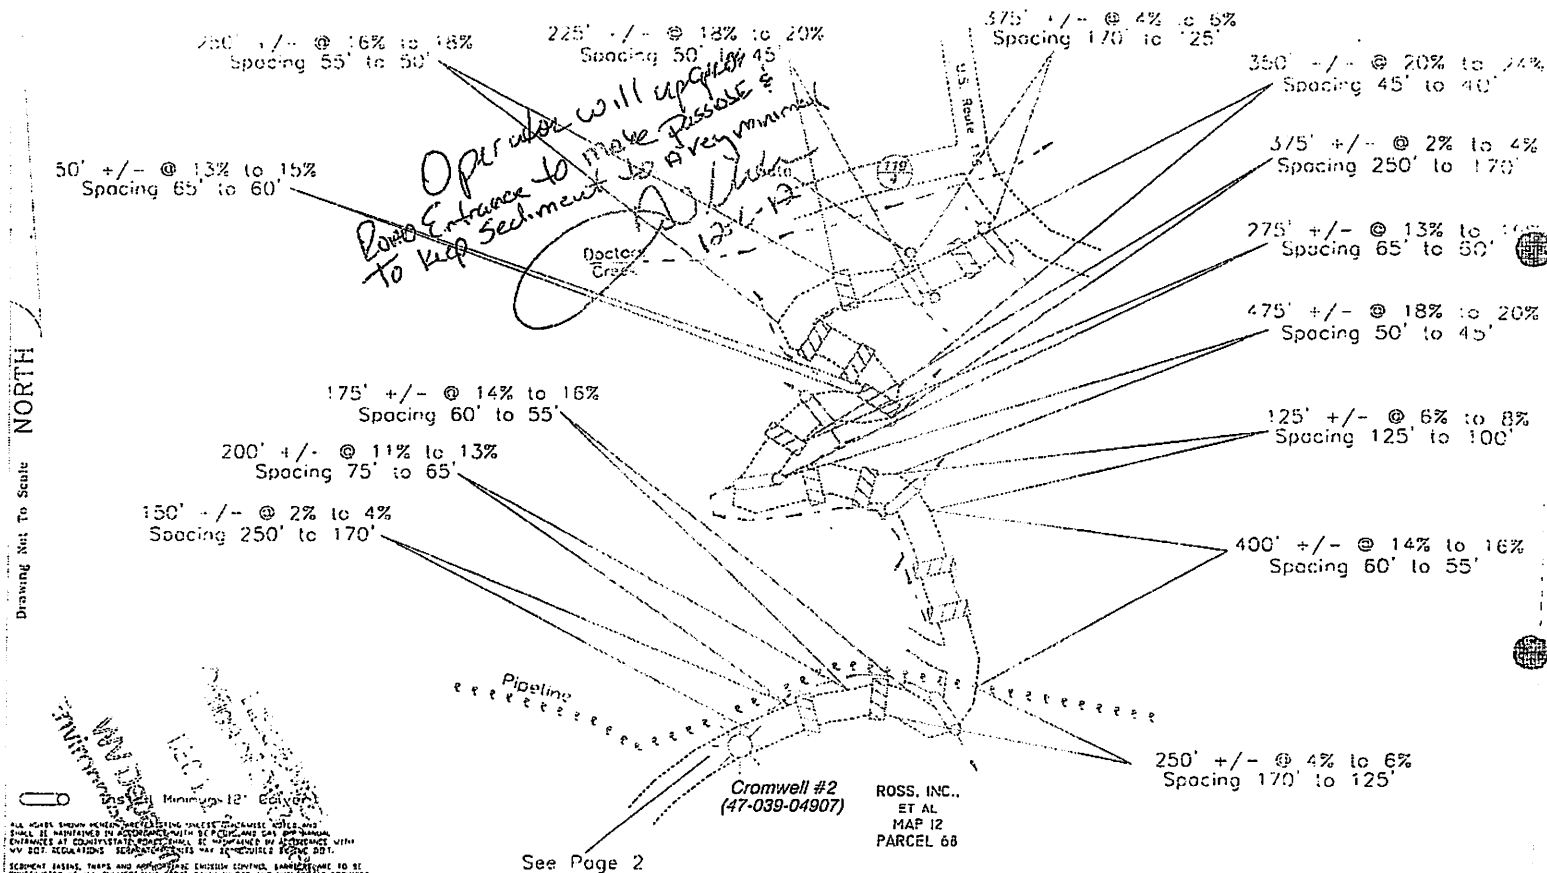 250' +/- @ 16% to 18%
Spacing 55' to 50'
225' +/- @ 18% to 20%
Spacing 50' to 45'
375' +/- @ 4% to 6%
Spacing 170' to 125'
350' +/- @ 20% to 24%
Spacing 45' to 40'
375' +/- @ 2% to 4%
Spacing 250' to 170'
50' +/- @ 13% to 15%
Spacing 65' to 60'
Operator will upgrade
Road Entrance to make Passable &
to keep Sediment to A very minimal
12-6-12
U.S. Route
119
Doctors
Creek
275' +/- @ 13% to
Spacing 65' to 60'
475' +/- @ 18% to 20%
Spacing 50' to 45'
NORTH
Drawing Not To Scale
175' +/- @ 14% to 16%
Spacing 60' to 55'
125' +/- @ 6% to 8%
Spacing 125' to 100'
200' +/- @ 11% to 13%
Spacing 75' to 65'
150' +/- @ 2% to 4%
Spacing 250' to 170'
400' +/- @ 14% to 16%
Spacing 60' to 55'
Pipeline
250' +/- @ 4% to 6%
Spacing 170' to 125'
Cromwell #2
(47-039-04907)
ROSS, INC.,
ET AL
MAP 12
PARCEL 68
Install Minimum 12" Culvert
See Page 2